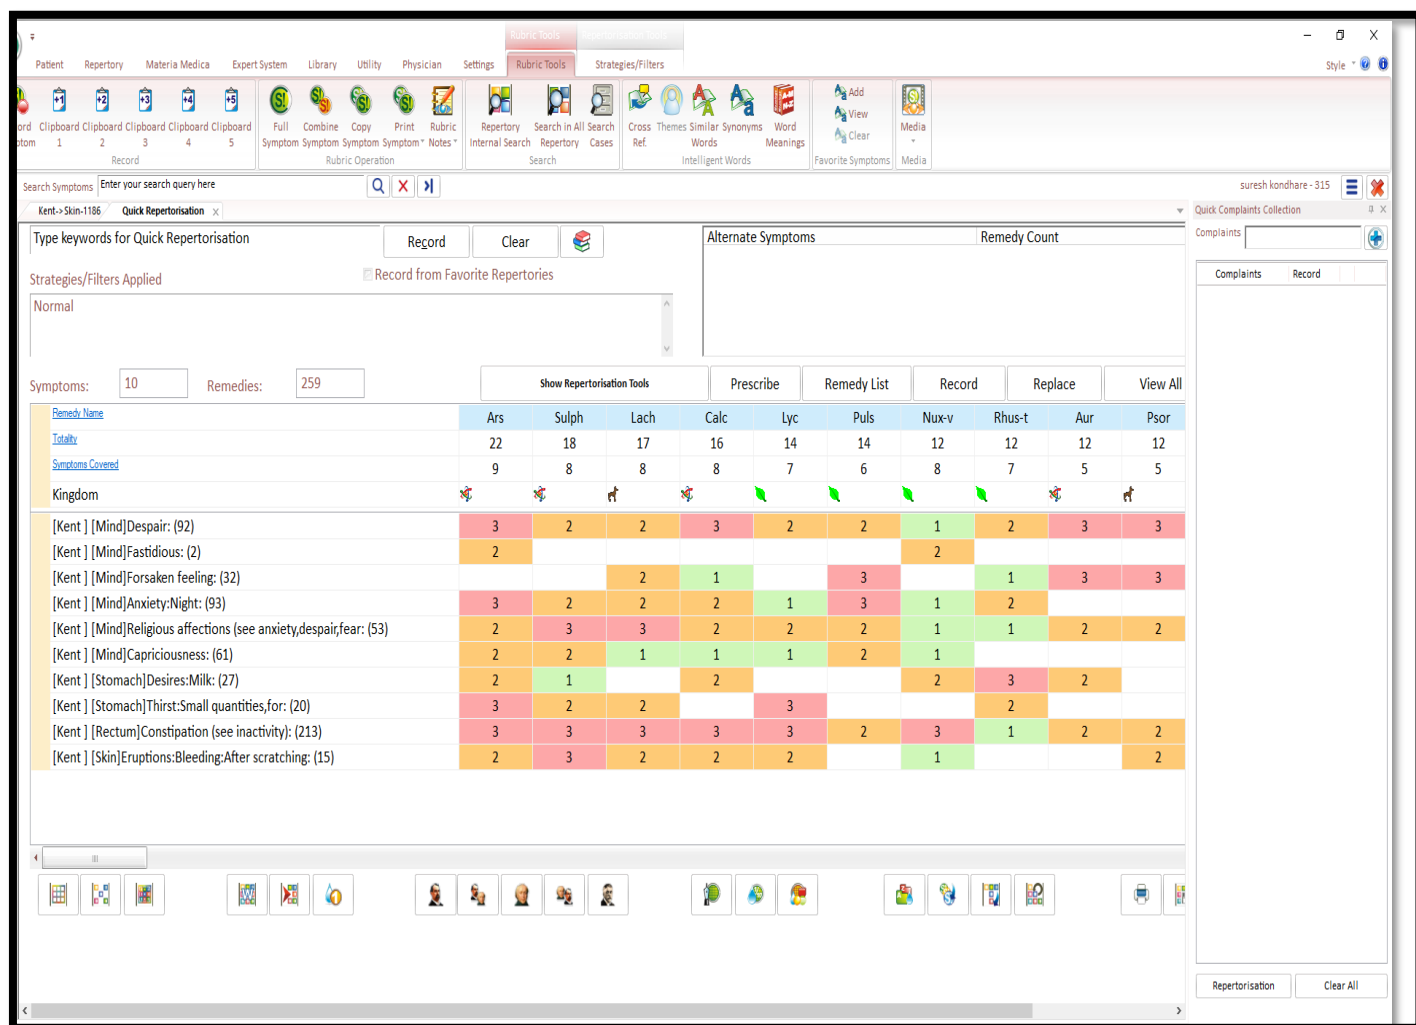 Rubric Tools
Patient Repertory Materia Medica Expert System Library Utility Physician Settings Rubric Tools Strategies/Filters Style
+1 +2 +3 +4 +5
Clipboard Clipboard Clipboard Clipboard Clipboard Full Combine Copy Print Rubric Repertory Search in All Search Cross Themes Similar Synonyms Word Add Media
1 2 3 4 5 Symptom Symptom Symptom Symptom Notes Internal Search Repertory Cases Ref. Words Meanings View
Clear
Record Rubric Operation Search Intelligent Words Favorite Symptoms Media
Search Symptoms Enter your search query here suresh kondhare - 315
Kent->Skin-1186 Quick Repertorisation X Quick Complaints Collection
Type keywords for Quick Repertorisation Record Clear Alternate Symptoms Remedy Count Complaints
Strategies/Filters Applied Record from Favorite Repertories Complaints Record
Normal
Symptoms: 10 Remedies: 259 Show Repertorisation Tools Prescribe Remedy List Record Replace View All
Remedy Name Ars Sulph Lach Calc Lyc Puls Nux-v Rhus-t Aur Psor
Totality 22 18 17 16 14 14 12 12 12 12
Symptoms Covered 9 8 8 8 7 6 8 7 5 5
Kingdom
[Kent ] [Mind]Despair: (92) 3 2 2 3 2 2 1 2 3 3
[Kent ] [Mind]Fastidious: (2) 2 2
[Kent ] [Mind]Forsaken feeling: (32) 2 1 3 1 3 3
[Kent ] [Mind]Anxiety:Night: (93) 3 2 2 2 1 3 1 2
[Kent ] [Mind]Religious affections (see anxiety,despair,fear: (53) 2 3 3 2 2 2 1 1 2 2
[Kent ] [Mind]Capriciousness: (61) 2 2 1 1 1 2 1
[Kent ] [Stomach]Desires:Milk: (27) 2 1 2 2 3 2
[Kent ] [Stomach]Thirst:Small quantities,for: (20) 3 2 2 3 2
[Kent ] [Rectum]Constipation (see inactivity): (213) 3 3 3 3 3 2 3 1 2 2
[Kent ] [Skin]Eruptions:Bleeding:After scratching: (15) 2 3 2 2 2 1 2
Repertorisation Clear All